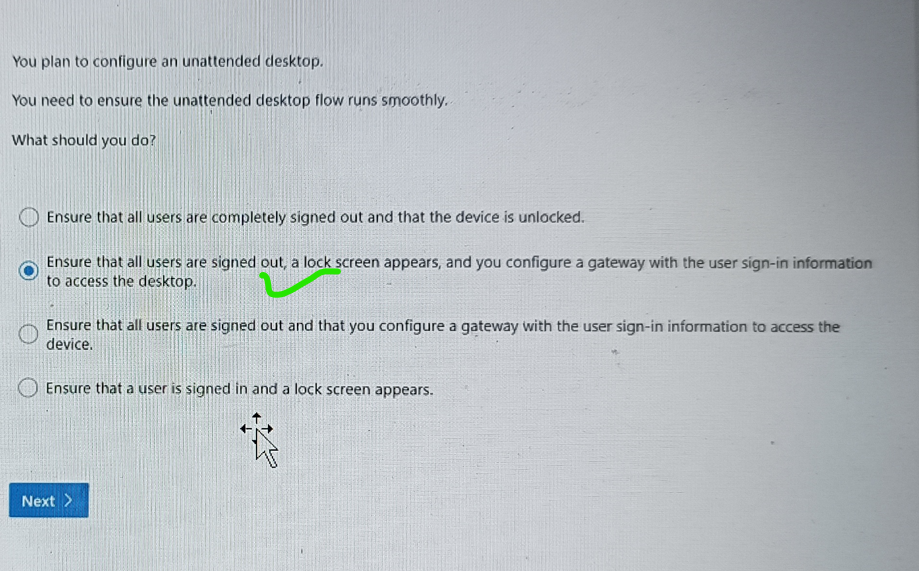 You plan to configure an unattended desktop.
You need to ensure the unattended desktop flow runs smoothly.
What should you do?
Ensure that all users are completely signed out and that the device is unlocked.
Ensure that all users are signed out, a lock screen appears, and you configure a gateway with the user sign-in information
to access the desktop.
Ensure that all users are signed out and that you configure a gateway with the user sign-in information to access the
device.
Ensure that a user is signed in and a lock screen appears.
Next